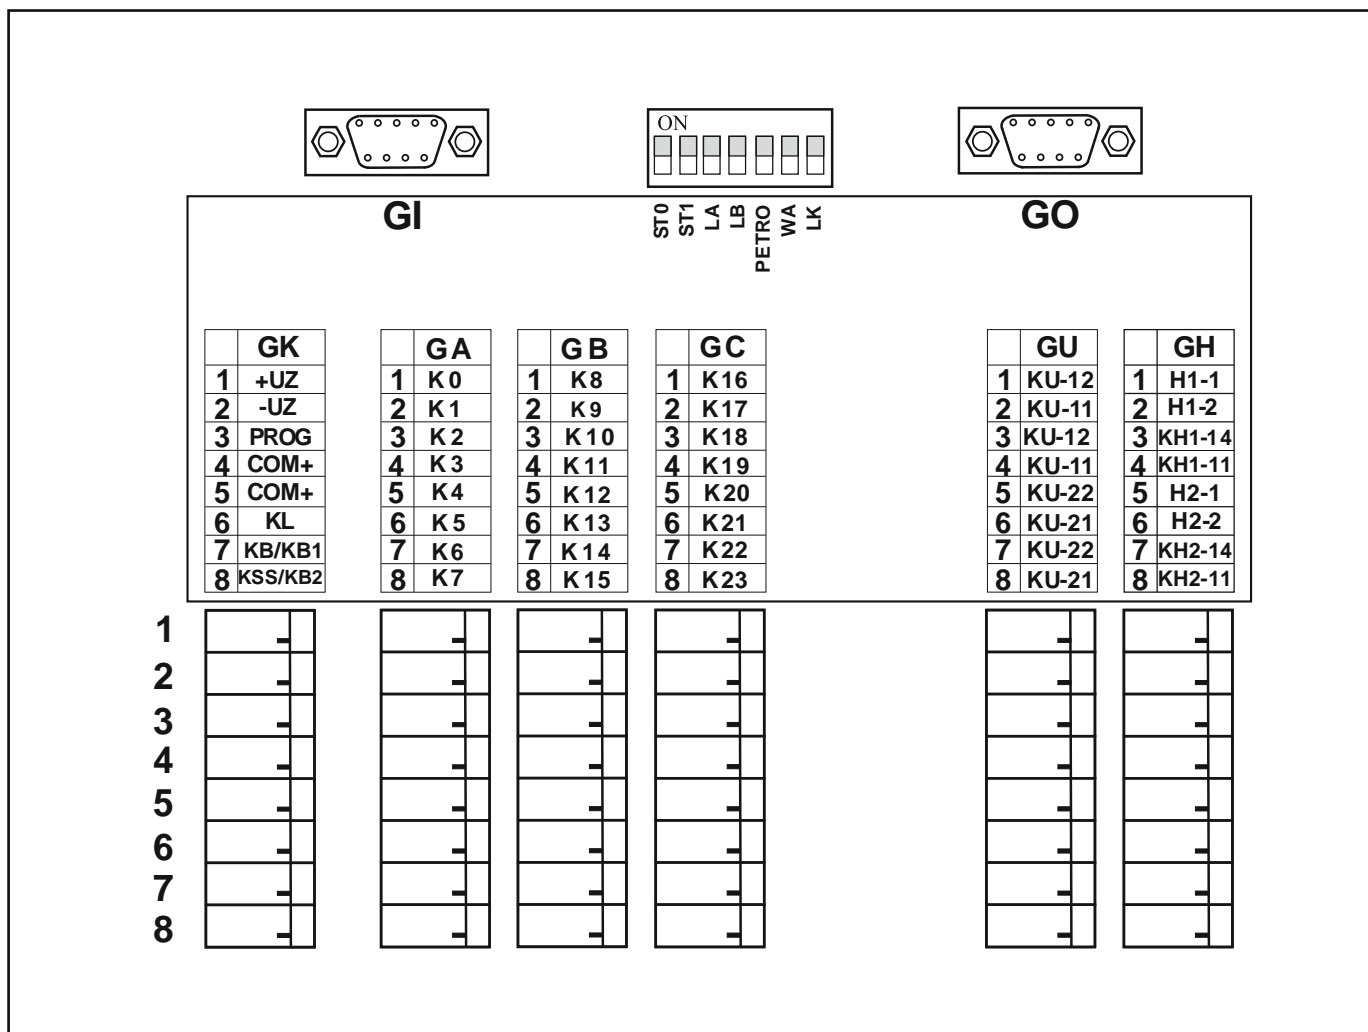 ON
GI
ST0
ST1
LA
LB
PETRO
WA
LK
GO
GK
1 +UZ
2 -UZ
3 PROG
4 COM+
5 COM+
6 KL
7 KB/KB1
8 KSS/KB2
GA
1 K0
2 K1
3 K2
4 K3
5 K4
6 K5
7 K6
8 K7
GB
1 K8
2 K9
3 K10
4 K11
5 K12
6 K13
7 K14
8 K15
GC
1 K16
2 K17
3 K18
4 K19
5 K20
6 K21
7 K22
8 K23
GU
1 KU-12
2 KU-11
3 KU-12
4 KU-11
5 KU-22
6 KU-21
7 KU-22
8 KU-21
GH
1 H1-1
2 H1-2
3 KH1-14
4 KH1-11
5 H2-1
6 H2-2
7 KH2-14
8 KH2-11
1
2
3
4
5
6
7
8